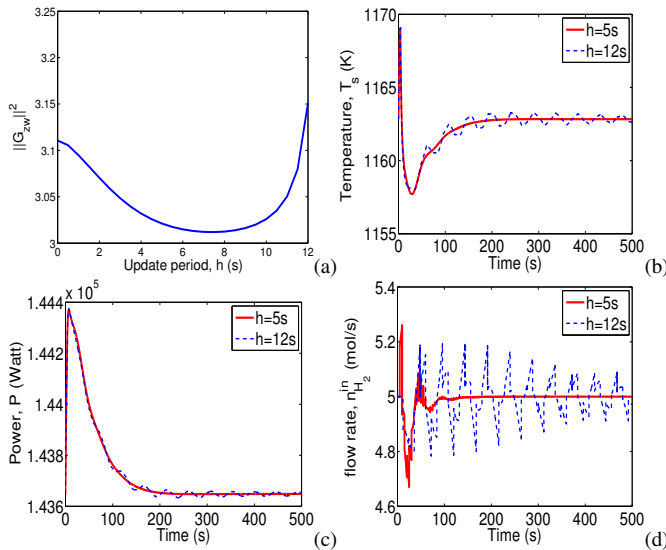 3.25
3.2
3.15
3.1
3.05
3
||G_zw||^2
0 2 4 6 8 10 12
Update period, h (s)
(a)
1170
1165
1160
1155
Temperature, T_s (K)
h=5s
h=12s
0 100 200 300 400 500
Time (s)
(b)
x 10^5
1.444
1.442
1.44
1.438
1.436
Power, P (Watt)
h=5s
h=12s
0 100 200 300 400 500
Time (s)
(c)
5.4
5.2
5
4.8
4.6
flow rate, n^in_H_2 (mol/s)
h=5s
h=12s
0 100 200 300 400 500
Time (s)
(d)